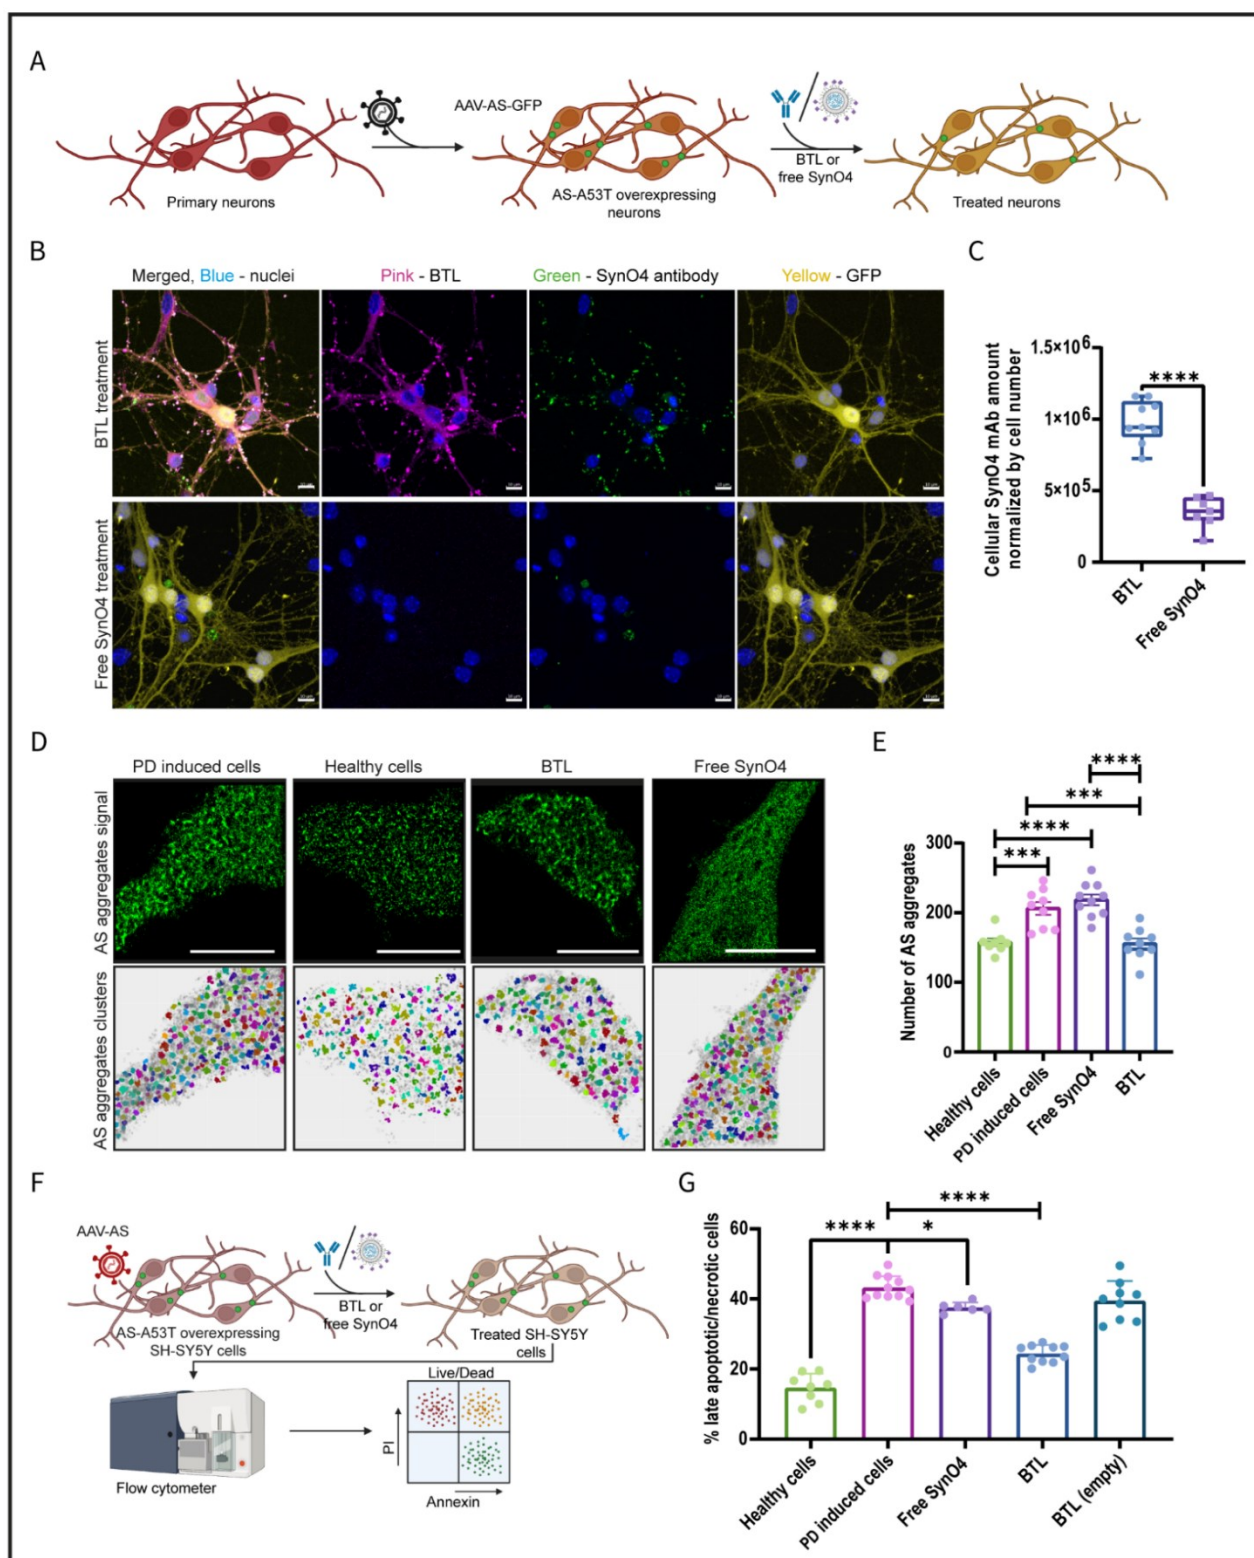 A
AAV-AS-GFP
BTL or
free SynO4
Primary neurons
AS-A53T overexpressing
neurons
Treated neurons
B
Merged, Blue - nuclei
Pink - BTL
Green - SynO4 antibody
Yellow - GFP
BTL treatment
Free SynO4 treatment
C
Cellular SynO4 mAb amount
normalized by cell number
1.5×10⁶
1×10⁶
5×10⁵
0
****
BTL
Free SynO4
D
PD induced cells
Healthy cells
BTL
Free SynO4
AS aggregates signal
AS aggregates clusters
E
****
***
****
***
Number of AS aggregates
300
200
100
0
Healthy cells
PD induced cells
Free SynO4
BTL
F
AAV-AS
BTL or
free SynO4
AS-A53T overexpressing
SH-SY5Y cells
Treated SH-SY5Y
cells
Live/Dead
PI
Annexin
Flow cytometer
G
****
****
*
% late apoptotic/necrotic cells
60
40
20
0
Healthy cells
PD induced cells
Free SynO4
BTL
BTL (empty)